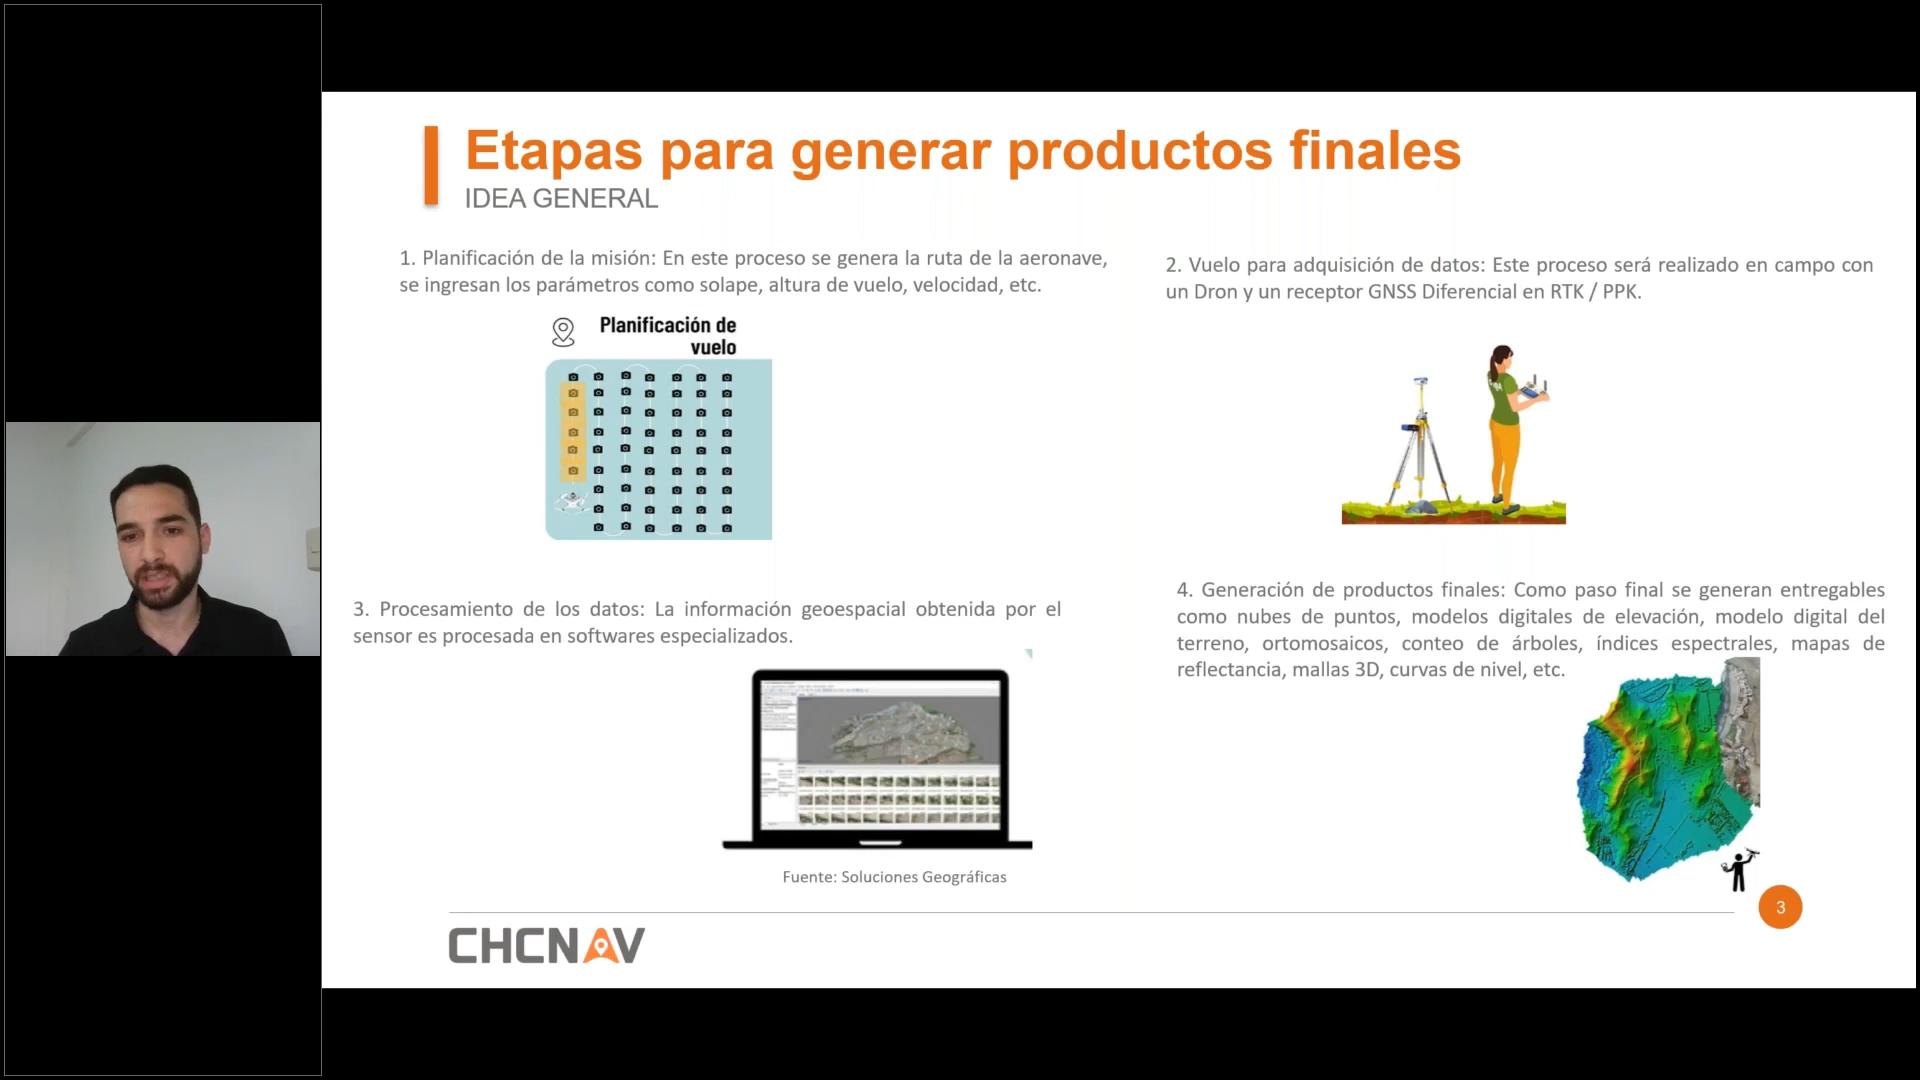 Etapas para generar productos finales
IDEA GENERAL
1. Planificación de la misión: En este proceso se genera la ruta de la aeronave,
se ingresan los parámetros como solape, altura de vuelo, velocidad, etc.
Planificación de
vuelo
2. Vuelo para adquisición de datos: Este proceso será realizado en campo con
un Dron y un receptor GNSS Diferencial en RTK / PPK.
3. Procesamiento de los datos: La información geoespacial obtenida por el
sensor es procesada en softwares especializados.
Fuente: Soluciones Geográficas
4. Generación de productos finales: Como paso final se generan entregables
como nubes de puntos, modelos digitales de elevación, modelo digital del
terreno, ortomosaicos, conteo de árboles, índices espectrales, mapas de
reflectancia, mallas 3D, curvas de nivel, etc.
3
CHCNAV